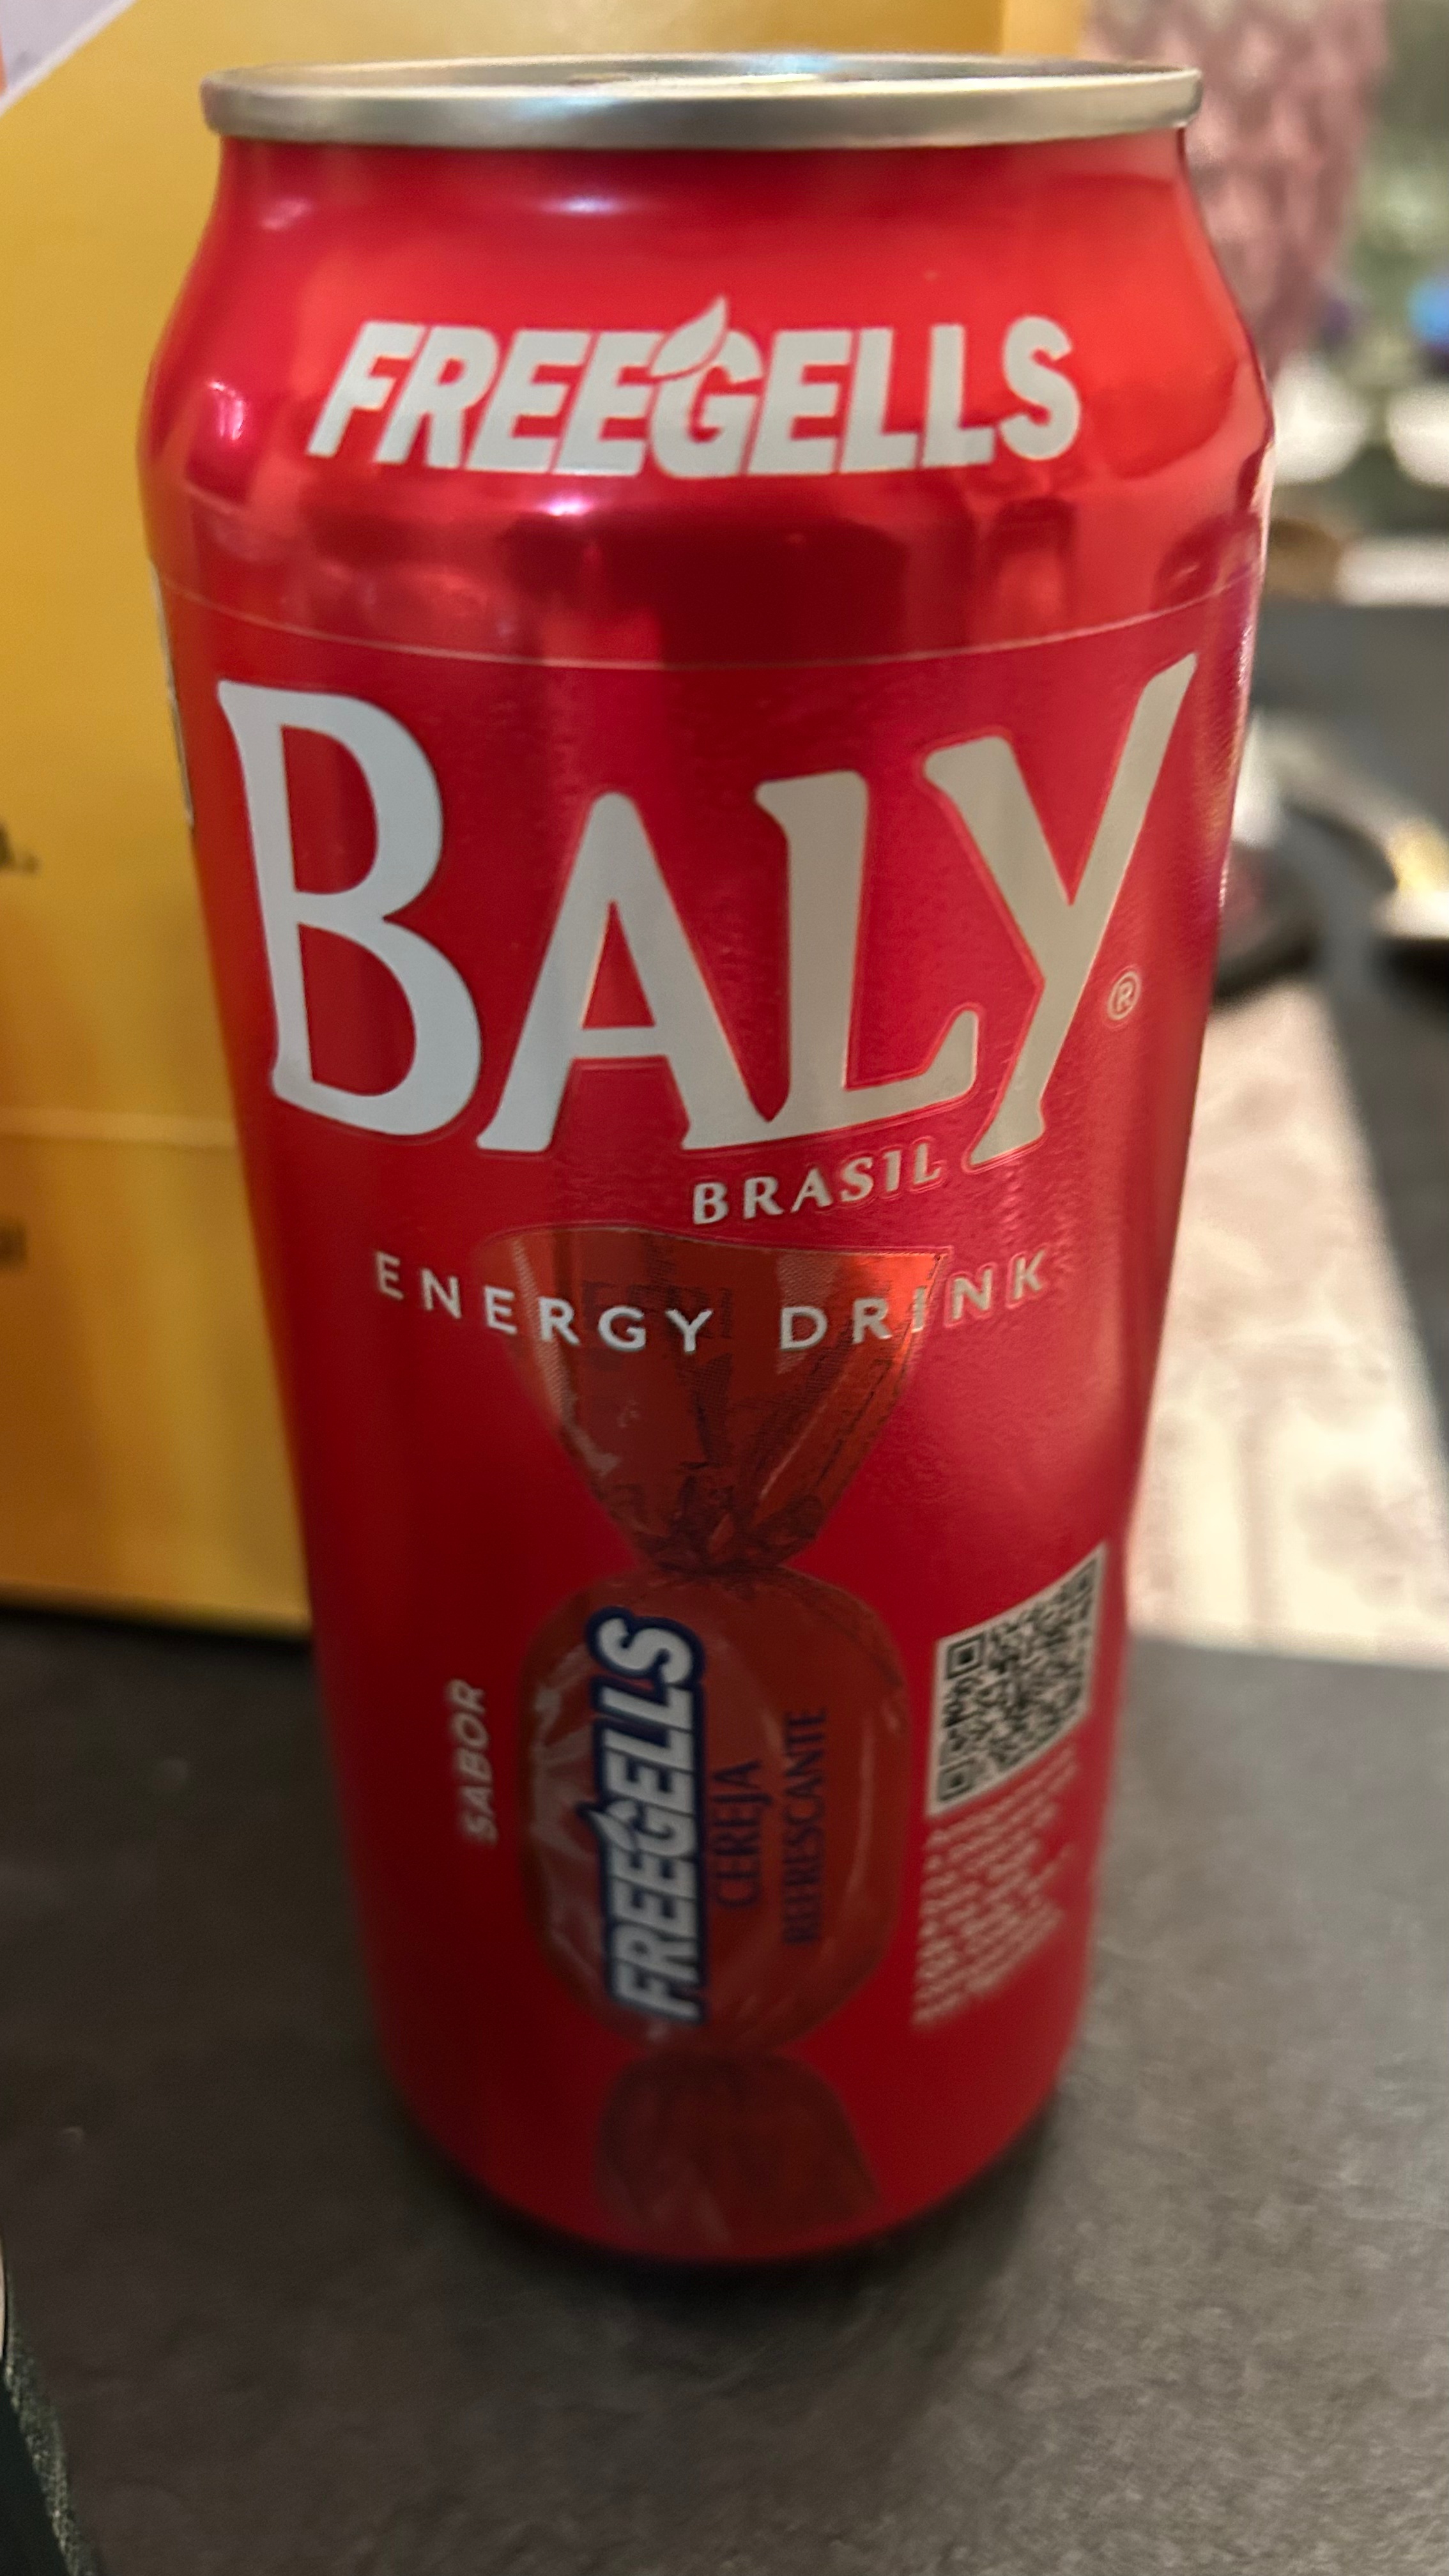 FREEGELLS
BALY®
BRASIL
ENERGY DRINK
SABOR
FREEGELLS
CEREJA
REFRESCANTE